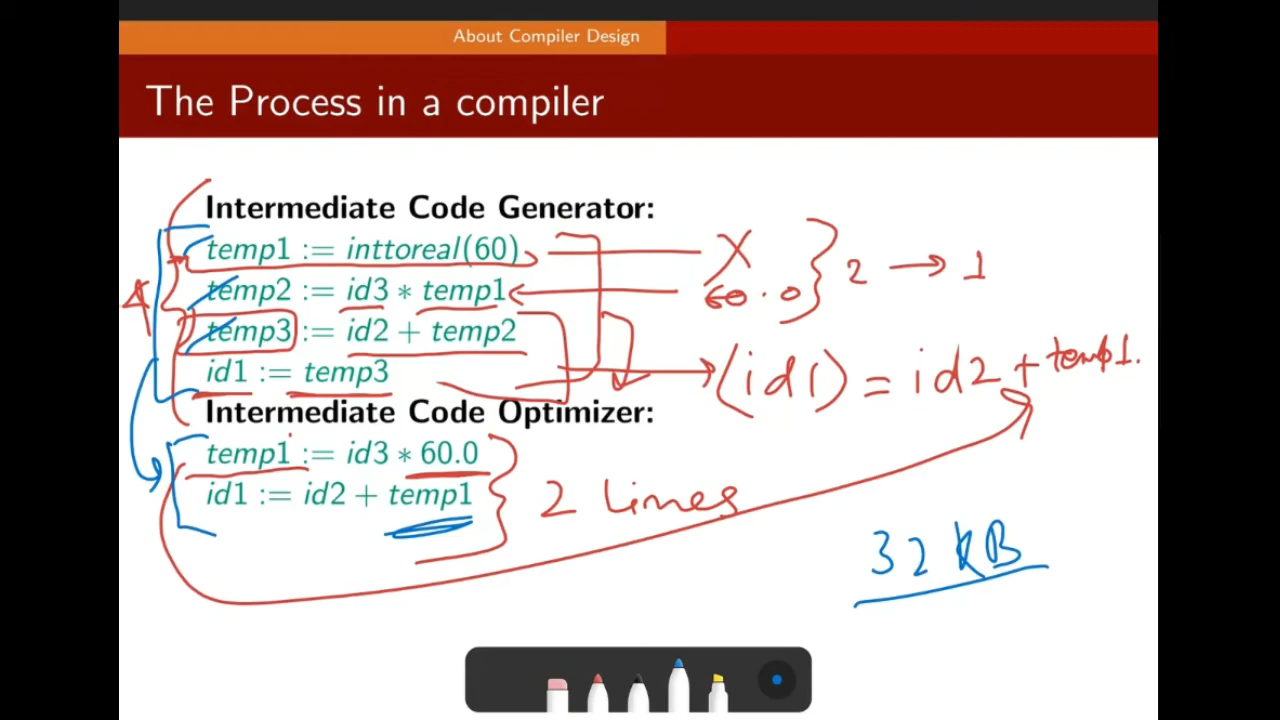 About Compiler Design
The Process in a compiler
Intermediate Code Generator:
temp1 := inttoreal(60)
temp2 := id3 * temp1
temp3 := id2 + temp2
id1 := temp3
4
X
60.0
2 → 1
(id1) = id2 + temp1.
Intermediate Code Optimizer:
temp1 := id3 * 60.0
id1 := id2 + temp1
2 lines
32 KB